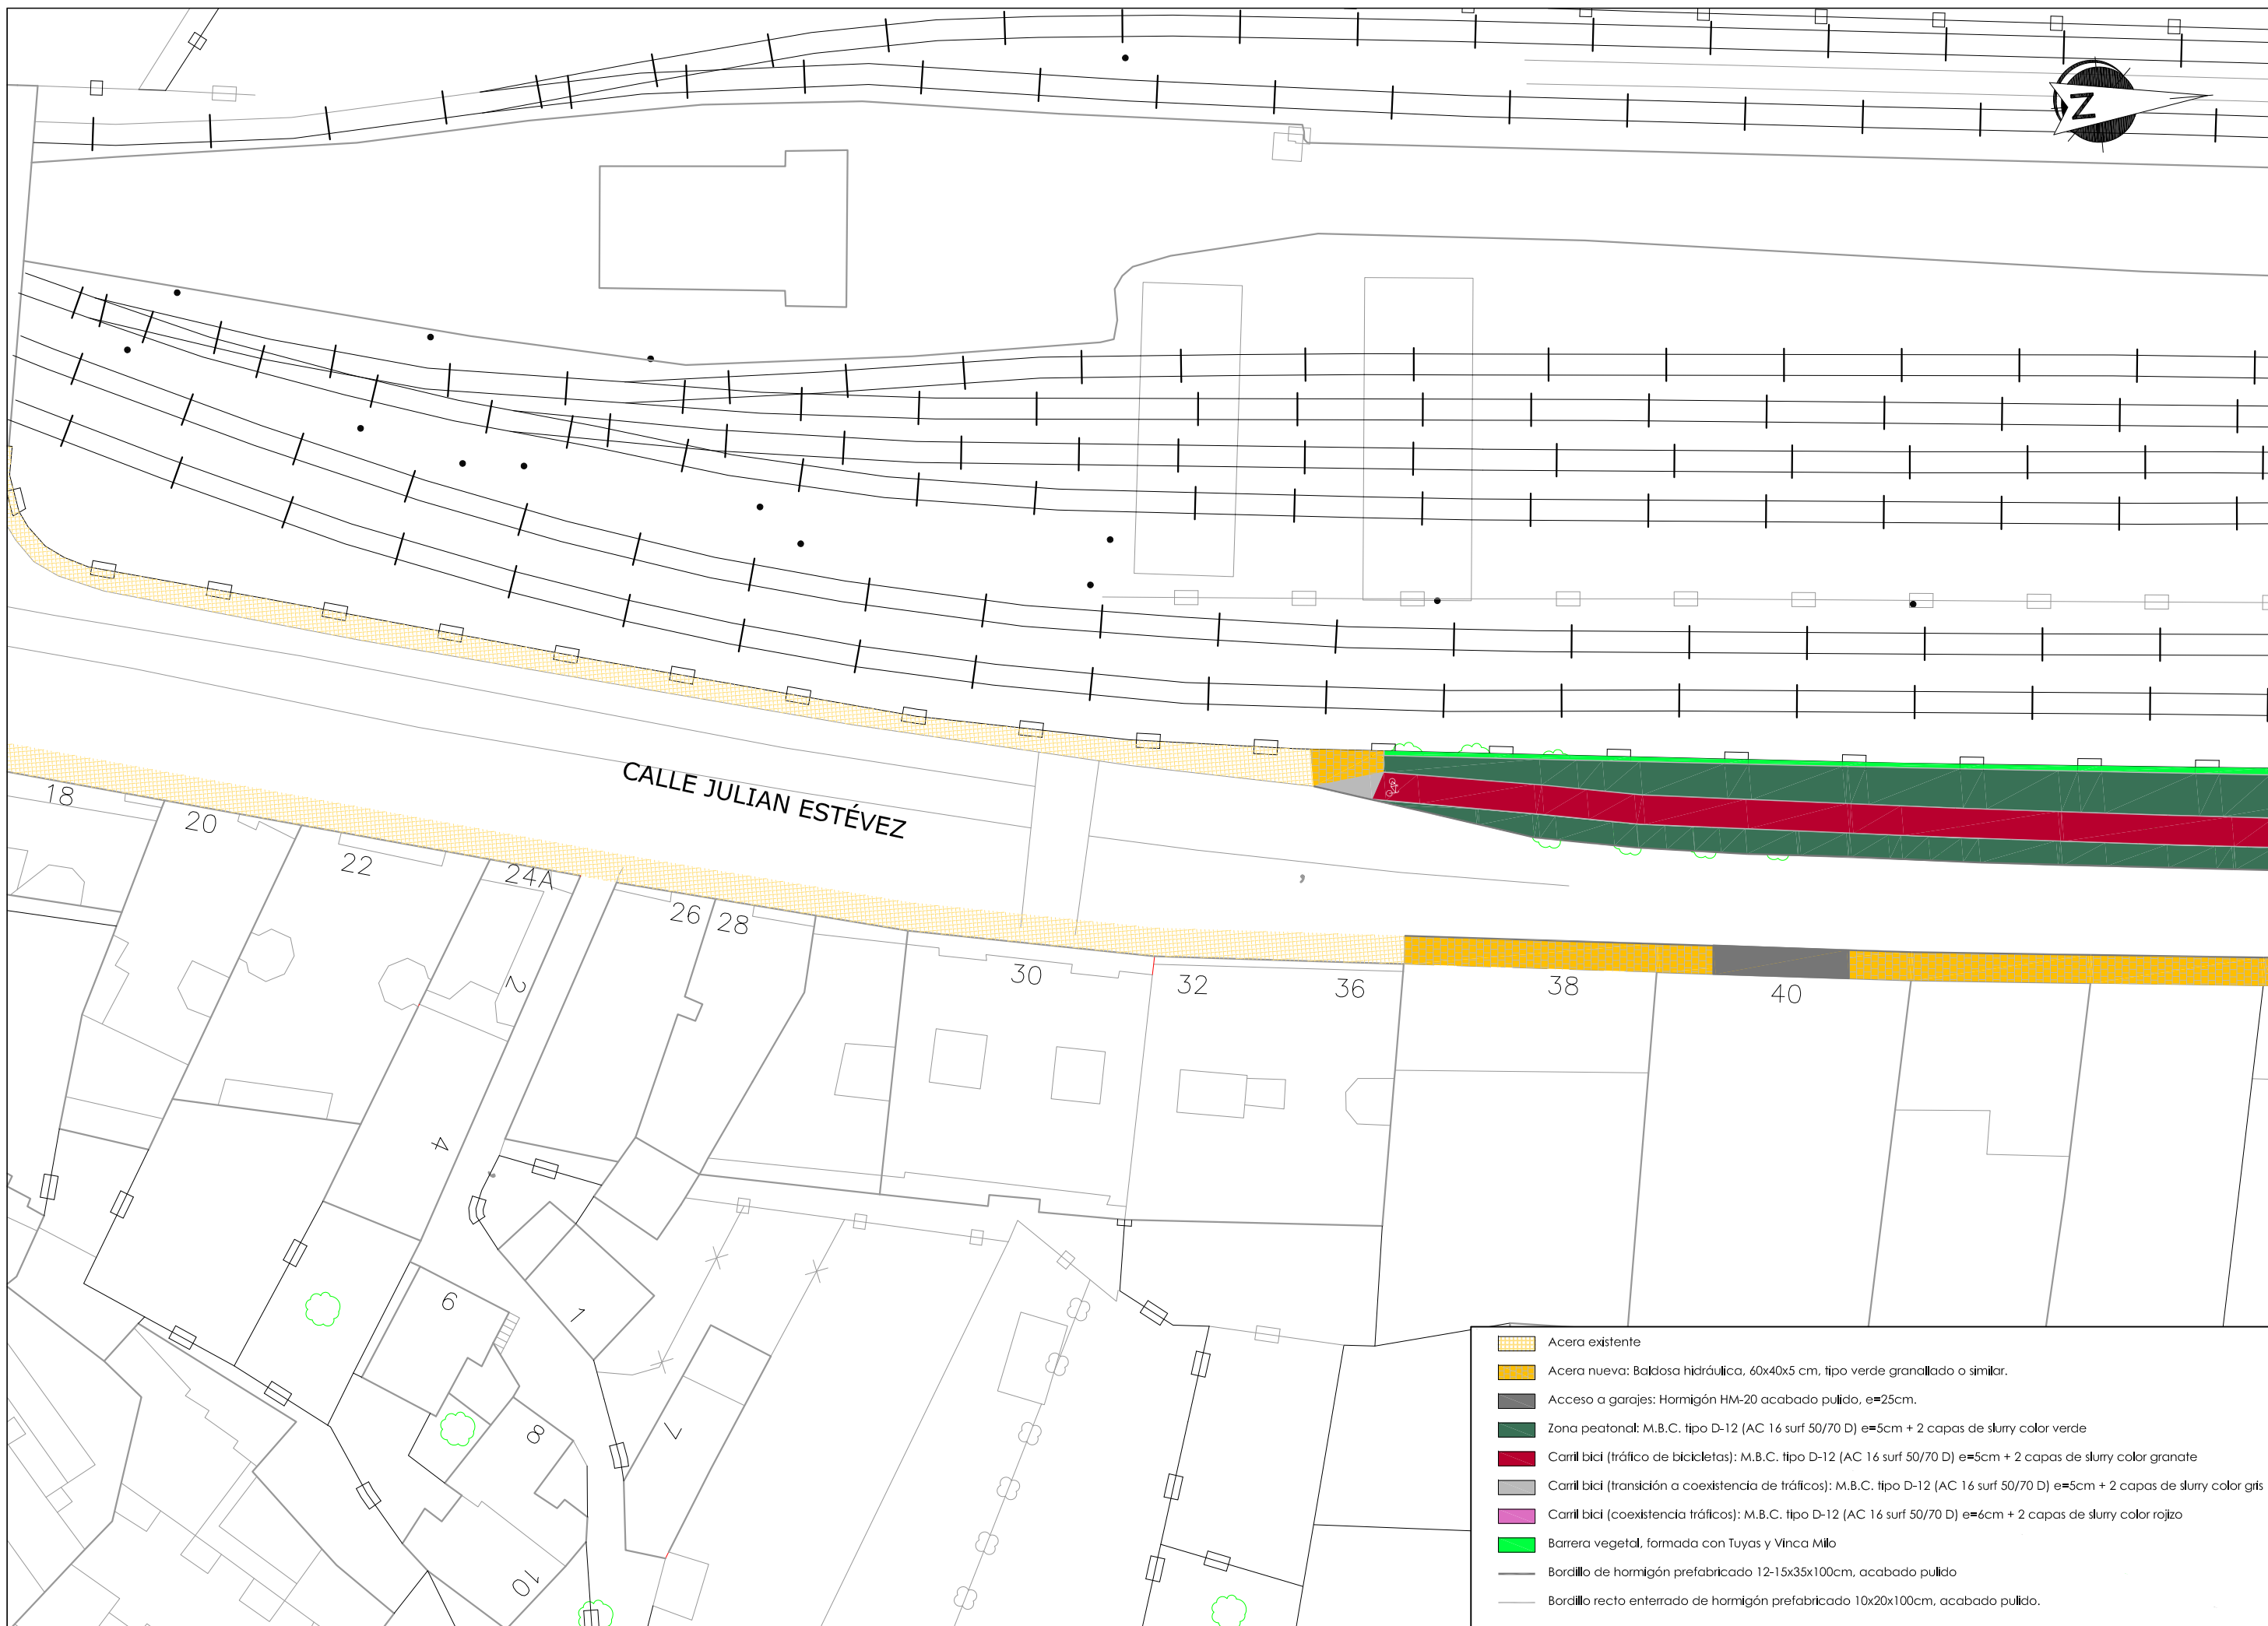 N
CALLE JULIAN ESTÉVEZ
18
20
22
24A
26
28
30
32
36
38
40
2
4
6
1
8
7
10
Acera existente
Acera nueva: Baldosa hidráulica, 60x40x5 cm, tipo verde granallado o similar.
Acceso a garajes: Hormigón HM-20 acabado pulido, e=25cm.
Zona peatonal: M.B.C. tipo D-12 (AC 16 surf 50/70 D) e=5cm + 2 capas de slurry color verde
Carril bici (tráfico de bicicletas): M.B.C. tipo D-12 (AC 16 surf 50/70 D) e=5cm + 2 capas de slurry color granate
Carril bici (transición a coexistencia de tráficos): M.B.C. tipo D-12 (AC 16 surf 50/70 D) e=5cm + 2 capas de slurry color gris
Carril bici (coexistencia tráficos): M.B.C. tipo D-12 (AC 16 surf 50/70 D) e=6cm + 2 capas de slurry color rojizo
Barrera vegetal, formada con Tuyas y Vinca Milo
Bordillo de hormigón prefabricado 12-15x35x100cm, acabado pulido
Bordillo recto enterrado de hormigón prefabricado 10x20x100cm, acabado pulido.